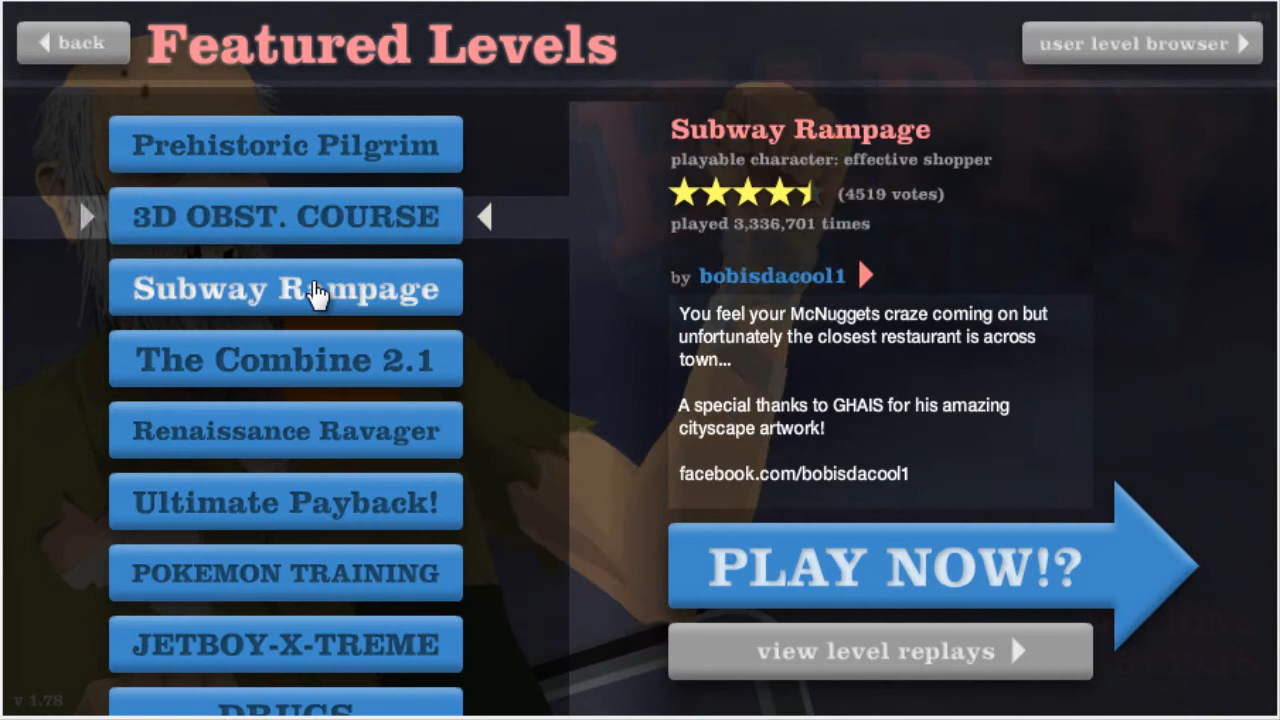 back
Featured Levels
user level browser
Prehistoric Pilgrim
3D OBST. COURSE
Subway Rampage
The Combine 2.1
Renaissance Ravager
Ultimate Payback!
POKEMON TRAINING
JETBOY-X-TREME
DRUGS
v 1.78
Subway Rampage
playable character: effective shopper
(4519 votes)
played 3,336,701 times
by bobisdacool1
You feel your McNuggets craze coming on but
unfortunately the closest restaurant is across
town...
A special thanks to GHAIS for his amazing
cityscape artwork!
facebook.com/bobisdacool1
PLAY NOW!?
view level replays